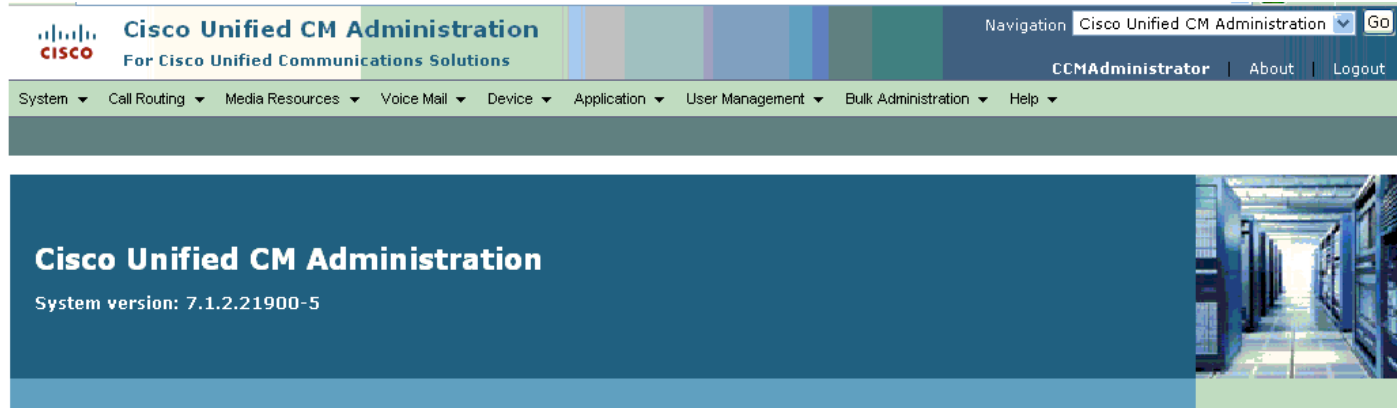 CISCO
Cisco Unified CM Administration
For Cisco Unified Communications Solutions
Navigation Cisco Unified CM Administration Go
CCMAdministrator | About | Logout
System Call Routing Media Resources Voice Mail Device Application User Management Bulk Administration Help
Cisco Unified CM Administration
System version: 7.1.2.21900-5